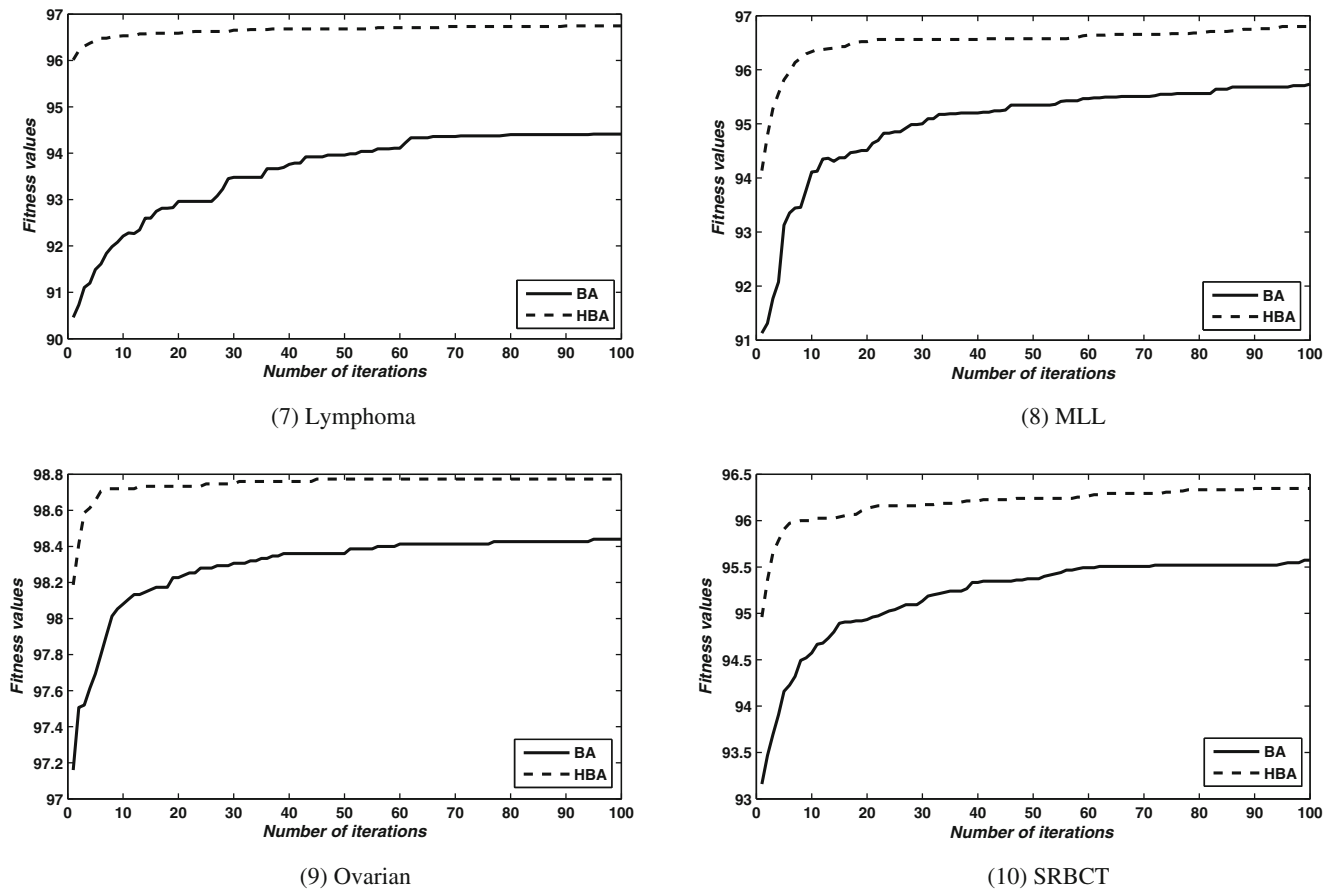 97
96
95
94
93
92
91
90
Fitness values
BA
HBA
0 10 20 30 40 50 60 70 80 90 100
Number of iterations
(7) Lymphoma
97
96
95
94
93
92
91
Fitness values
BA
HBA
0 10 20 30 40 50 60 70 80 90 100
Number of iterations
(8) MLL
98.8
98.6
98.4
98.2
98
97.8
97.6
97.4
97.2
97
Fitness values
BA
HBA
0 10 20 30 40 50 60 70 80 90 100
Number of iterations
(9) Ovarian
96.5
96
95.5
95
94.5
94
93.5
93
Fitness values
BA
HBA
0 10 20 30 40 50 60 70 80 90 100
Number of iterations
(10) SRBCT